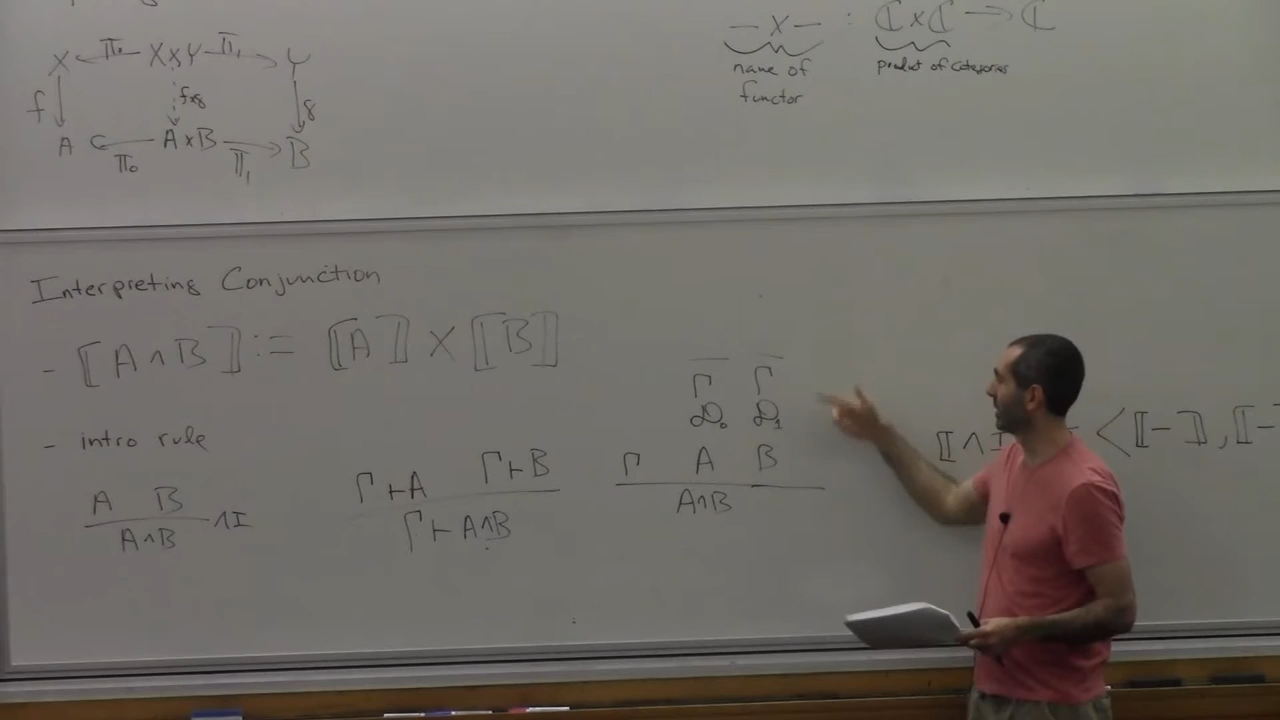 X ←π₀— X×Y —π₁→ Y
f↓ ↓f×g ↓g
A ←π₀— A×B —π₁→ B
— X — : ℂ×ℂ → ℂ
name of functor
product of categories
Interpreting Conjunction
- ⟦A∧B⟧ := ⟦A⟧ × ⟦B⟧
- intro rule
A B
A∧B ∧I
Γ⊢A Γ⊢B
Γ⊢A∧B
Γ Γ
𝒟₀ 𝒟₁
Γ A B
A∧B
⟦∧I = <⟦-⟧, ⟦-